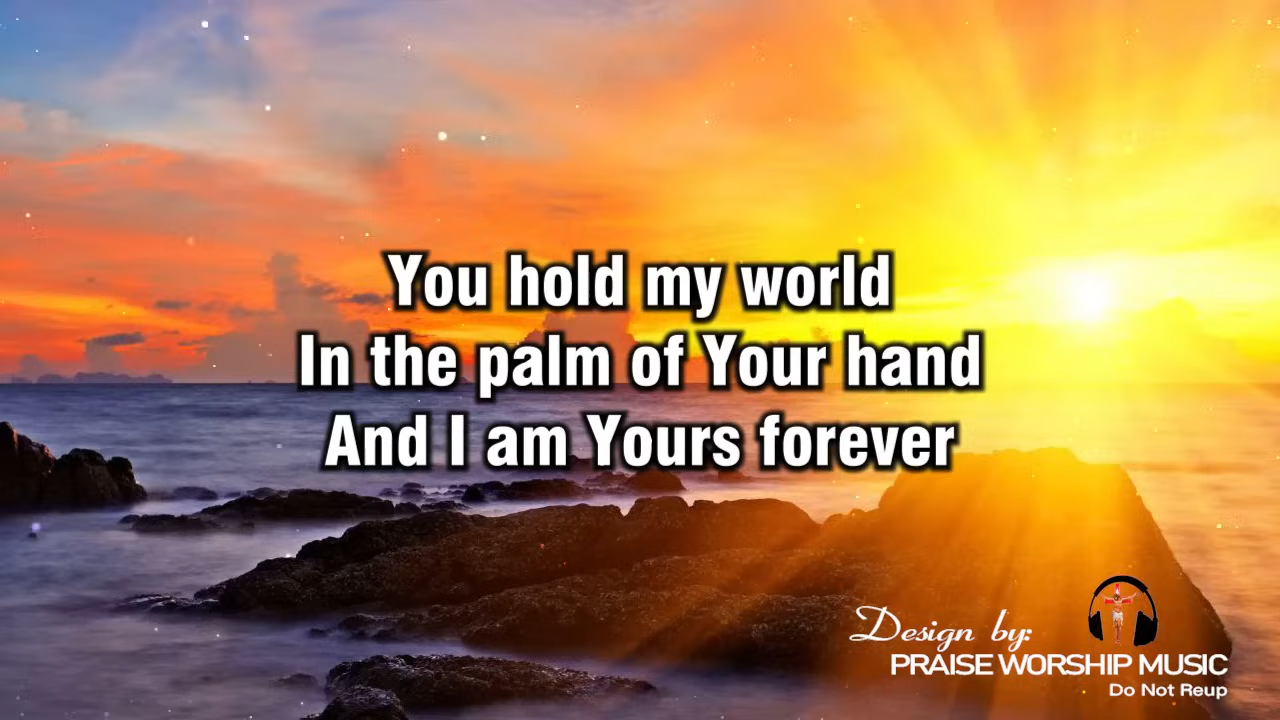 You hold my world
In the palm of Your hand
And I am Yours forever
Design by:
PRAISE WORSHIP MUSIC
Do Not Reup